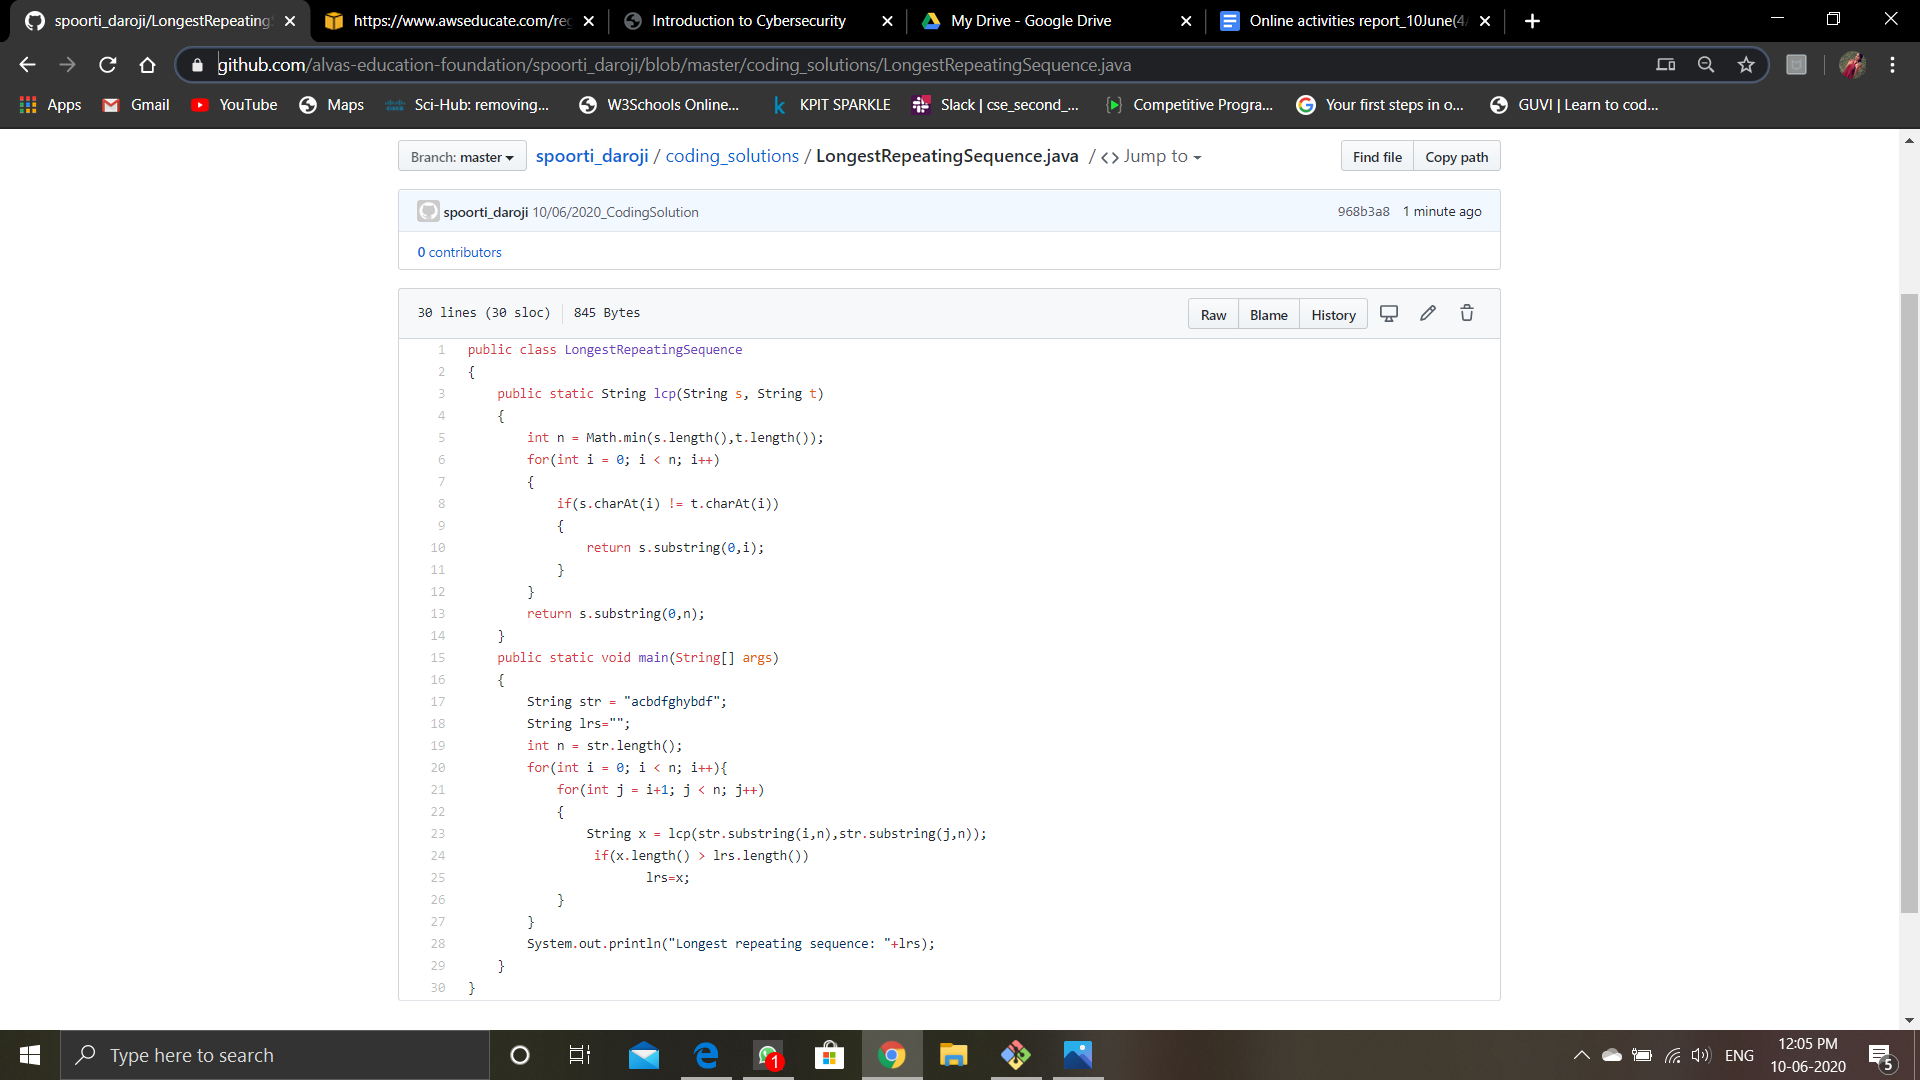 spoorti_daroji/LongestRepeating
https://www.awseducate.com/re
Introduction to Cybersecurity
My Drive - Google Drive
Online activities report_10June(4
github.com/alvas-education-foundation/spoorti_daroji/blob/master/coding_solutions/LongestRepeatingSequence.java
Apps
Gmail
YouTube
Maps
Sci-Hub: removing...
W3Schools Online...
KPIT SPARKLE
Slack | cse_second_...
Competitive Progra...
Your first steps in o...
GUVI | Learn to cod...
Branch: master
spoorti_daroji / coding_solutions / LongestRepeatingSequence.java / <> Jump to
Find file
Copy path
spoorti_daroji 10/06/2020_CodingSolution
968b3a8 1 minute ago
0 contributors
30 lines (30 sloc) 845 Bytes
Raw
Blame
History
1 public class LongestRepeatingSequence
2 {
3 public static String lcp(String s, String t)
4 {
5 int n = Math.min(s.length(),t.length());
6 for(int i = 0; i < n; i++)
7 {
8 if(s.charAt(i) != t.charAt(i))
9 {
10 return s.substring(0,i);
11 }
12 }
13 return s.substring(0,n);
14 }
15 public static void main(String[] args)
16 {
17 String str = "acbdfghybdf";
18 String lrs="";
19 int n = str.length();
20 for(int i = 0; i < n; i++){
21 for(int j = i+1; j < n; j++)
22 {
23 String x = lcp(str.substring(i,n),str.substring(j,n));
24 if(x.length() > lrs.length())
25 lrs=x;
26 }
27 }
28 System.out.println("Longest repeating sequence: "+lrs);
29 }
30 }
Type here to search
1
ENG
12:05 PM
10-06-2020
5